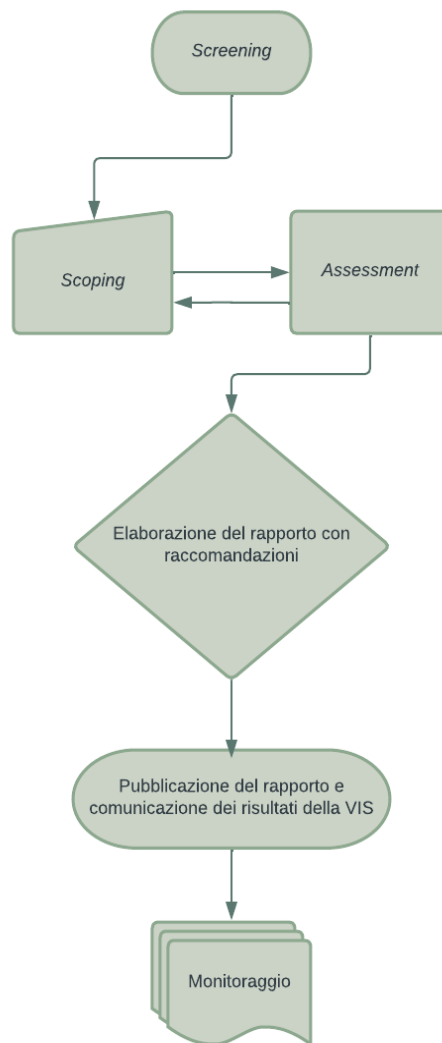 Screening
Scoping
Assessment
Elaborazione del rapporto con
raccomandazioni
Pubblicazione del rapporto e
comunicazione dei risultati della VIS
Monitoraggio